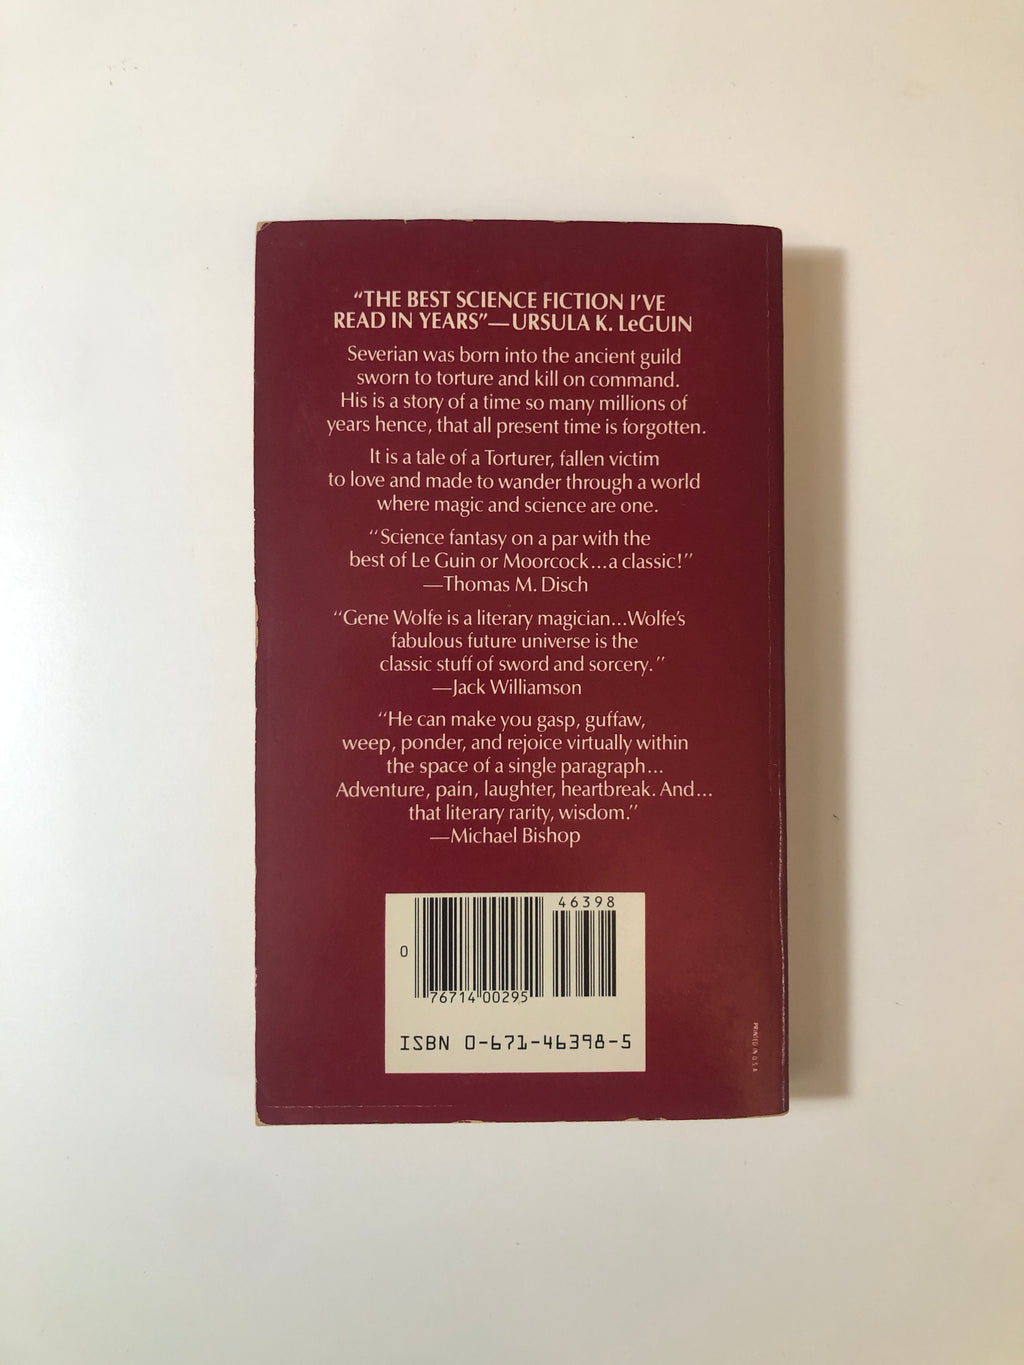 “THE BEST SCIENCE FICTION I’VE
READ IN YEARS”—URSULA K. LeGUIN
Severian was born into the ancient guild
sworn to torture and kill on command.
His is a story of a time so many millions of
years hence, that all present time is forgotten.
It is a tale of a Torturer, fallen victim
to love and made to wander through a world
where magic and science are one.
“Science fantasy on a par with the
best of Le Guin or Moorcock...a classic!”
—Thomas M. Disch
“Gene Wolfe is a literary magician...Wolfe’s
fabulous future universe is the
classic stuff of sword and sorcery.”
—Jack Williamson
“He can make you gasp, guffaw,
weep, ponder, and rejoice virtually within
the space of a single paragraph...
Adventure, pain, laughter, heartbreak. And...
that literary rarity, wisdom.”
—Michael Bishop
46398
0
76714 00295
ISBN 0-671-46398-5
PRINTED IN U.S.A.